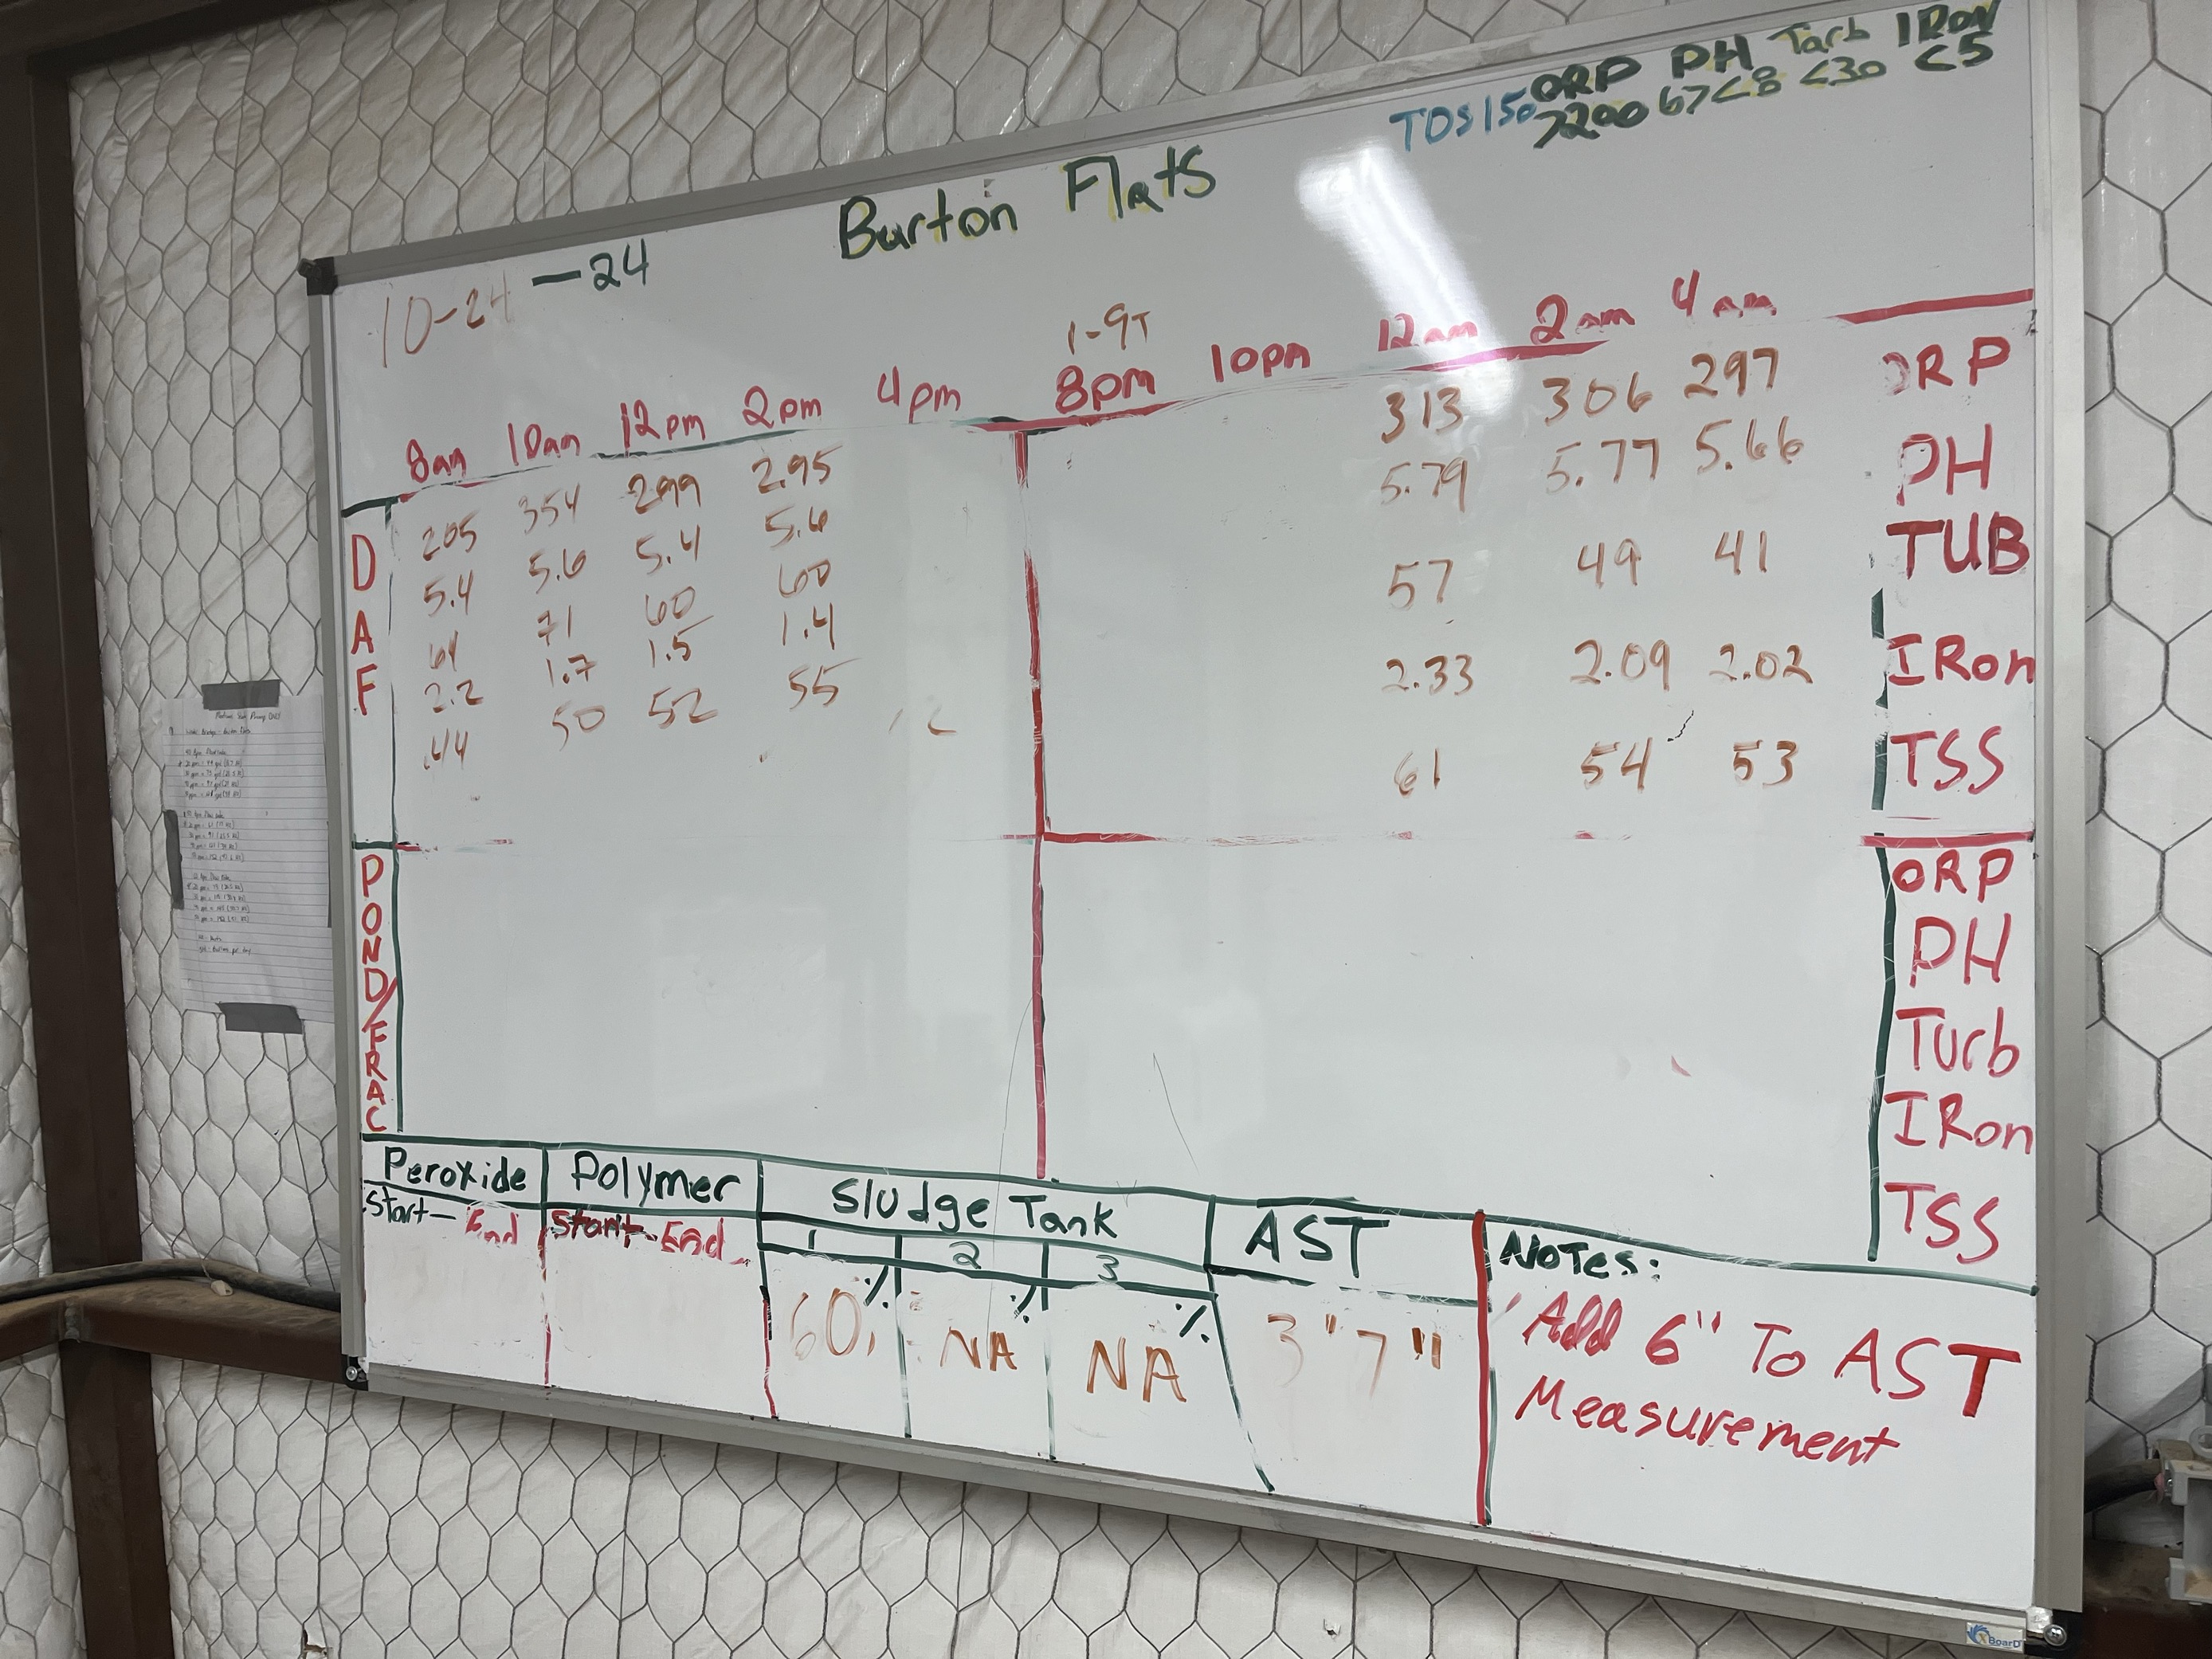 ORP PH Turb IRon
TDS 150 >200 6><8 <30 <5
Burton Flats
10-24 -24
1-9T
8am 10am 12pm 2pm 4pm 8pm 10pm 12am 2am 4am
DAF
205 354 299 2.95 313 306 297 ORP
5.4 5.6 5.4 5.6 5.79 5.77 5.66 PH
64 71 60 60 57 49 41 TUB
2.2 1.7 1.5 1.4 2.33 2.09 2.02 IRon
44 50 52 55 61 54 53 TSS
POND/FRAC
ORP
PH
Turb
IRon
TSS
Peroxide Polymer Sludge Tank AST Notes:
Start- End Start-End 1 2 3
% % %
60 NA NA 3"7"
Add 6" To AST
Measurement
XBoarD